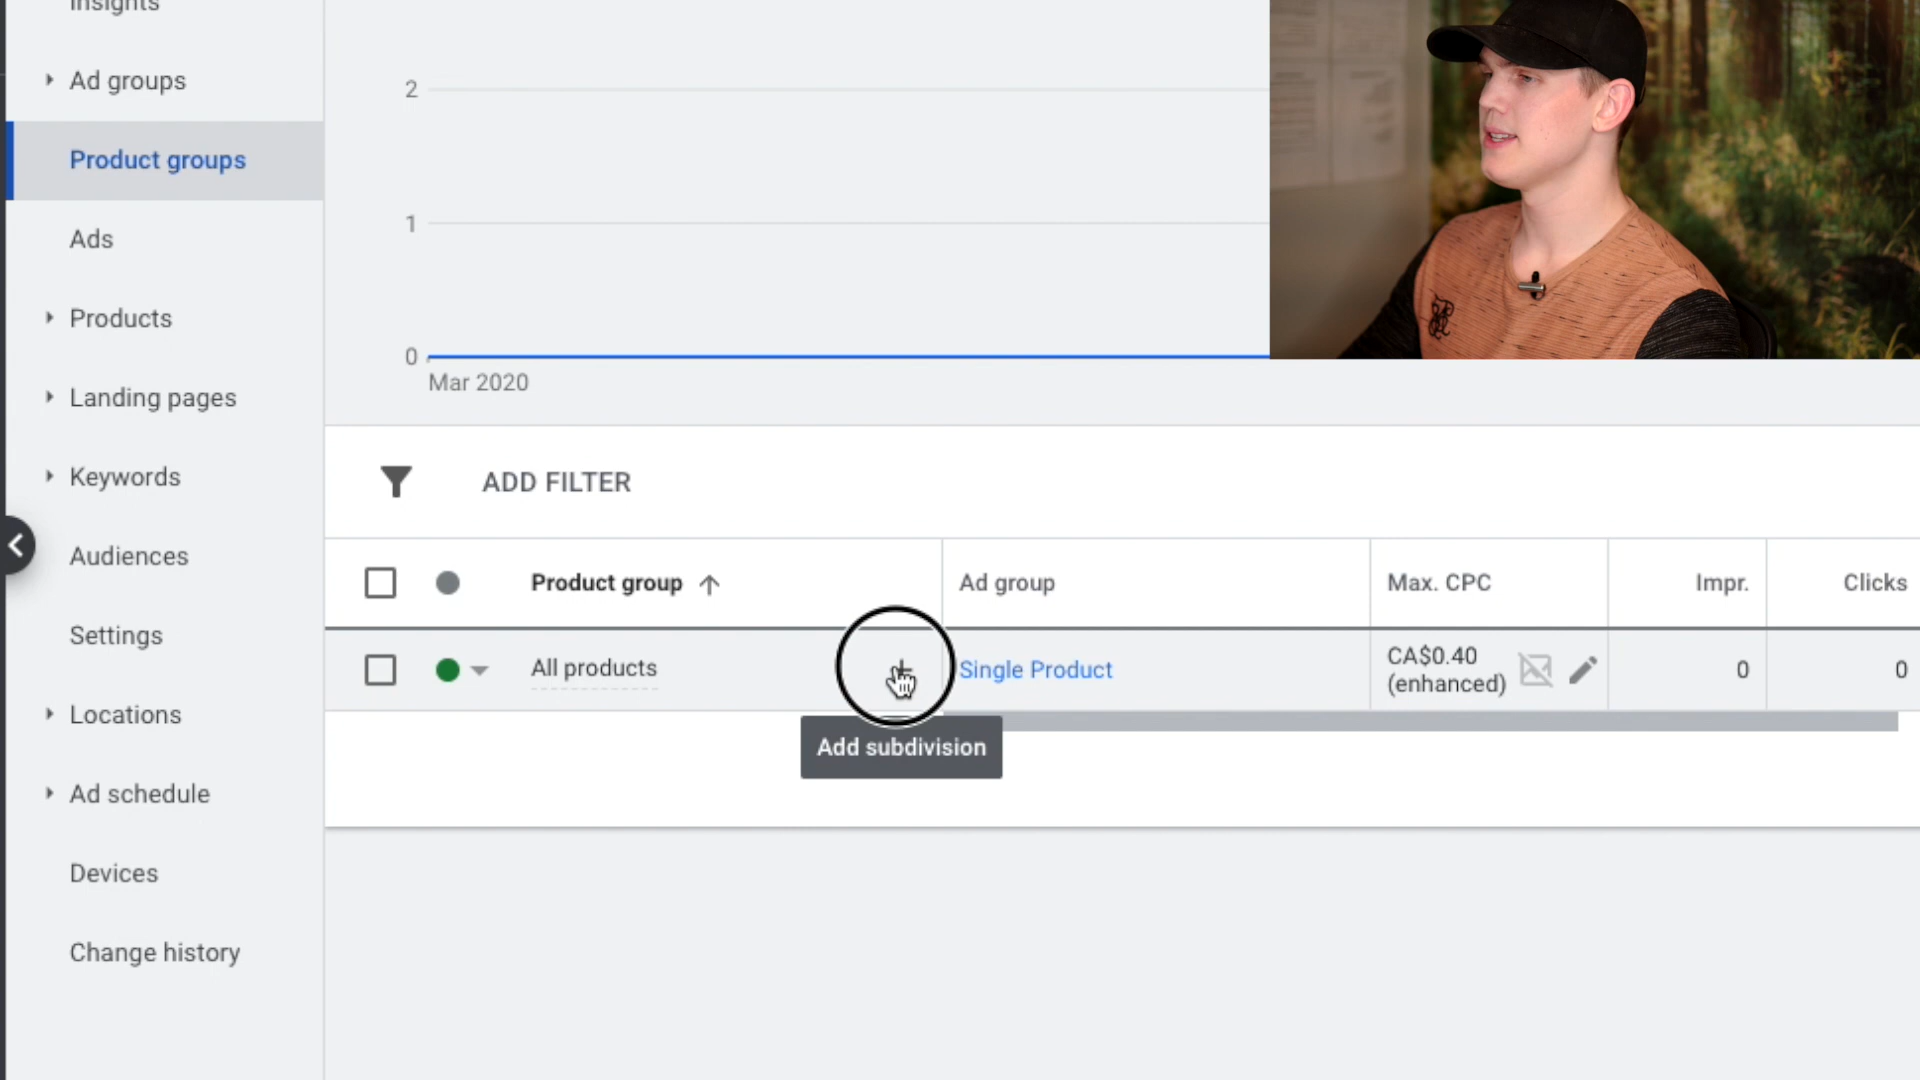 Insights
Ad groups
Product groups
Ads
Products
Landing pages
Keywords
Audiences
Settings
Locations
Ad schedule
Devices
Change history
2
1
0
Mar 2020
ADD FILTER
Product group Ad group Max. CPC Impr. Clicks
All products Single Product CA$0.40 (enhanced) 0 0
Add subdivision